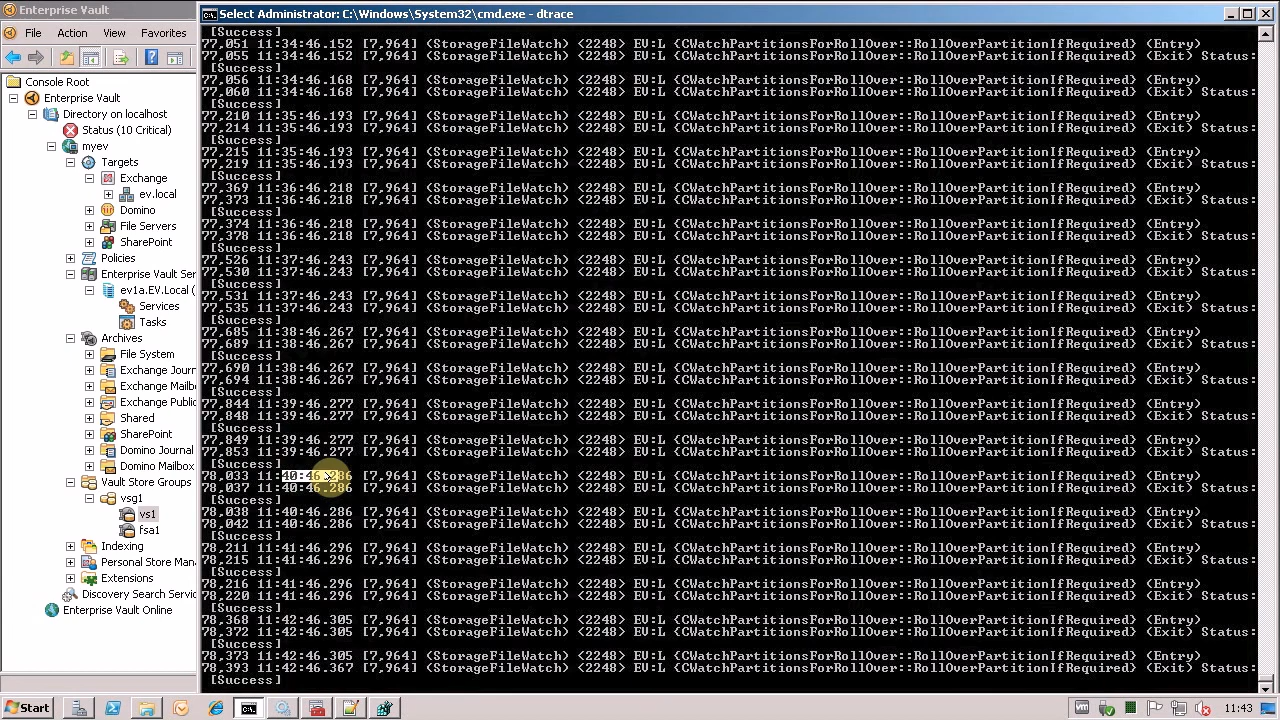 Enterprise Vault
File Action View Favorites
Console Root
Enterprise Vault
Directory on localhost
Status (10 Critical)
myev
Targets
Exchange
ev.local
Domino
File Servers
SharePoint
Policies
Enterprise Vault Ser
ev1a.EV.Local (
Services
Tasks
Archives
File System
Exchange Jour
Exchange Mailb
Exchange Public
Shared
SharePoint
Domino Journal
Domino Mailbox
Vault Store Groups
vsg1
vs1
fsa1
Indexing
Personal Store Man
Extensions
Discovery Search Servic
Enterprise Vault Online
Select Administrator: C:\Windows\System32\cmd.exe - dtrace
[Success]
77,051 11:34:46.152 [7,964] (StorageFileWatch) <2248> EV:L {CWatchPartitionsForRollOver::RollOverPartitionIfRequired} (Entry)
77,055 11:34:46.152 [7,964] (StorageFileWatch) <2248> EV:L {CWatchPartitionsForRollOver::RollOverPartitionIfRequired} (Exit) Status:
[Success]
77,056 11:34:46.168 [7,964] (StorageFileWatch) <2248> EV:L {CWatchPartitionsForRollOver::RollOverPartitionIfRequired} (Entry)
77,060 11:34:46.168 [7,964] (StorageFileWatch) <2248> EV:L {CWatchPartitionsForRollOver::RollOverPartitionIfRequired} (Exit) Status:
[Success]
77,210 11:35:46.193 [7,964] (StorageFileWatch) <2248> EV:L {CWatchPartitionsForRollOver::RollOverPartitionIfRequired} (Entry)
77,214 11:35:46.193 [7,964] (StorageFileWatch) <2248> EV:L {CWatchPartitionsForRollOver::RollOverPartitionIfRequired} (Exit) Status:
[Success]
77,215 11:35:46.193 [7,964] (StorageFileWatch) <2248> EV:L {CWatchPartitionsForRollOver::RollOverPartitionIfRequired} (Entry)
77,219 11:35:46.193 [7,964] (StorageFileWatch) <2248> EV:L {CWatchPartitionsForRollOver::RollOverPartitionIfRequired} (Exit) Status:
[Success]
77,369 11:36:46.218 [7,964] (StorageFileWatch) <2248> EV:L {CWatchPartitionsForRollOver::RollOverPartitionIfRequired} (Entry)
77,373 11:36:46.218 [7,964] (StorageFileWatch) <2248> EV:L {CWatchPartitionsForRollOver::RollOverPartitionIfRequired} (Exit) Status:
[Success]
77,374 11:36:46.218 [7,964] (StorageFileWatch) <2248> EV:L {CWatchPartitionsForRollOver::RollOverPartitionIfRequired} (Entry)
77,378 11:36:46.218 [7,964] (StorageFileWatch) <2248> EV:L {CWatchPartitionsForRollOver::RollOverPartitionIfRequired} (Exit) Status:
[Success]
77,526 11:37:46.243 [7,964] (StorageFileWatch) <2248> EV:L {CWatchPartitionsForRollOver::RollOverPartitionIfRequired} (Entry)
77,530 11:37:46.243 [7,964] (StorageFileWatch) <2248> EV:L {CWatchPartitionsForRollOver::RollOverPartitionIfRequired} (Exit) Status:
[Success]
77,531 11:37:46.243 [7,964] (StorageFileWatch) <2248> EV:L {CWatchPartitionsForRollOver::RollOverPartitionIfRequired} (Entry)
77,535 11:37:46.243 [7,964] (StorageFileWatch) <2248> EV:L {CWatchPartitionsForRollOver::RollOverPartitionIfRequired} (Exit) Status:
[Success]
77,685 11:38:46.267 [7,964] (StorageFileWatch) <2248> EV:L {CWatchPartitionsForRollOver::RollOverPartitionIfRequired} (Entry)
77,689 11:38:46.267 [7,964] (StorageFileWatch) <2248> EV:L {CWatchPartitionsForRollOver::RollOverPartitionIfRequired} (Exit) Status:
[Success]
77,690 11:38:46.267 [7,964] (StorageFileWatch) <2248> EV:L {CWatchPartitionsForRollOver::RollOverPartitionIfRequired} (Entry)
77,694 11:38:46.267 [7,964] (StorageFileWatch) <2248> EV:L {CWatchPartitionsForRollOver::RollOverPartitionIfRequired} (Exit) Status:
[Success]
77,844 11:39:46.277 [7,964] (StorageFileWatch) <2248> EV:L {CWatchPartitionsForRollOver::RollOverPartitionIfRequired} (Entry)
77,848 11:39:46.277 [7,964] (StorageFileWatch) <2248> EV:L {CWatchPartitionsForRollOver::RollOverPartitionIfRequired} (Exit) Status:
[Success]
77,849 11:39:46.277 [7,964] (StorageFileWatch) <2248> EV:L {CWatchPartitionsForRollOver::RollOverPartitionIfRequired} (Entry)
77,853 11:39:46.277 [7,964] (StorageFileWatch) <2248> EV:L {CWatchPartitionsForRollOver::RollOverPartitionIfRequired} (Exit) Status:
[Success]
78,033 11:40:46.286 [7,964] (StorageFileWatch) <2248> EV:L {CWatchPartitionsForRollOver::RollOverPartitionIfRequired} (Entry)
78,037 11:40:46.286 [7,964] (StorageFileWatch) <2248> EV:L {CWatchPartitionsForRollOver::RollOverPartitionIfRequired} (Exit) Status:
[Success]
78,038 11:40:46.286 [7,964] (StorageFileWatch) <2248> EV:L {CWatchPartitionsForRollOver::RollOverPartitionIfRequired} (Entry)
78,042 11:40:46.286 [7,964] (StorageFileWatch) <2248> EV:L {CWatchPartitionsForRollOver::RollOverPartitionIfRequired} (Exit) Status:
[Success]
78,211 11:41:46.296 [7,964] (StorageFileWatch) <2248> EV:L {CWatchPartitionsForRollOver::RollOverPartitionIfRequired} (Entry)
78,215 11:41:46.296 [7,964] (StorageFileWatch) <2248> EV:L {CWatchPartitionsForRollOver::RollOverPartitionIfRequired} (Exit) Status:
[Success]
78,216 11:41:46.296 [7,964] (StorageFileWatch) <2248> EV:L {CWatchPartitionsForRollOver::RollOverPartitionIfRequired} (Entry)
78,220 11:41:46.296 [7,964] (StorageFileWatch) <2248> EV:L {CWatchPartitionsForRollOver::RollOverPartitionIfRequired} (Exit) Status:
[Success]
78,368 11:42:46.305 [7,964] (StorageFileWatch) <2248> EV:L {CWatchPartitionsForRollOver::RollOverPartitionIfRequired} (Entry)
78,372 11:42:46.305 [7,964] (StorageFileWatch) <2248> EV:L {CWatchPartitionsForRollOver::RollOverPartitionIfRequired} (Exit) Status:
[Success]
78,373 11:42:46.305 [7,964] (StorageFileWatch) <2248> EV:L {CWatchPartitionsForRollOver::RollOverPartitionIfRequired} (Entry)
78,393 11:42:46.367 [7,964] (StorageFileWatch) <2248> EV:L {CWatchPartitionsForRollOver::RollOverPartitionIfRequired} (Exit) Status:
[Success]
Start
11:43